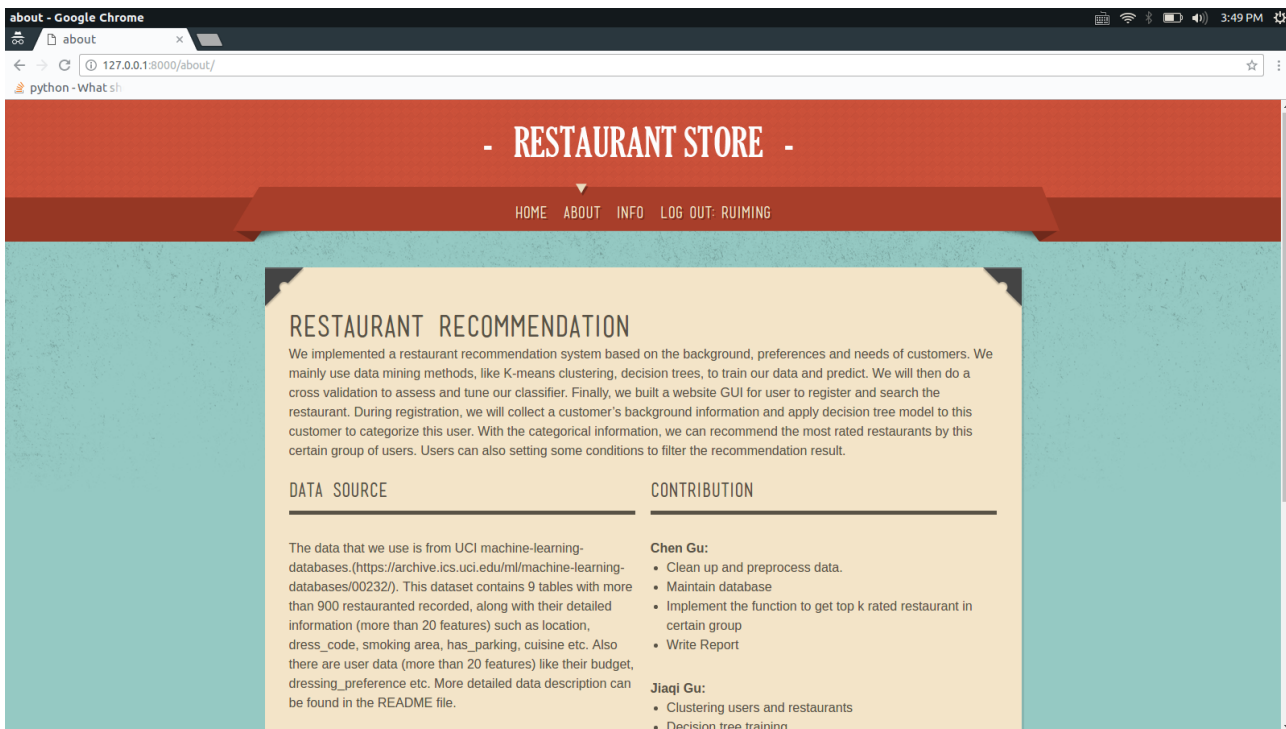 about - Google Chrome
3:49 PM
about
127.0.0.1:8000/about/
python - What sh
- RESTAURANT STORE -
HOME ABOUT INFO LOG OUT: RUIMING
RESTAURANT RECOMMENDATION
We implemented a restaurant recommendation system based on the background, preferences and needs of customers. We
mainly use data mining methods, like K-means clustering, decision trees, to train our data and predict. We will then do a
cross validation to assess and tune our classifier. Finally, we built a website GUI for user to register and search the
restaurant. During registration, we will collect a customer's background information and apply decision tree model to this
customer to categorize this user. With the categorical information, we can recommend the most rated restaurants by this
certain group of users. Users can also setting some conditions to filter the recommendation result.
DATA SOURCE
The data that we use is from UCI machine-learning-
databases.(https://archive.ics.uci.edu/ml/machine-learning-
databases/00232/). This dataset contains 9 tables with more
than 900 restauranted recorded, along with their detailed
information (more than 20 features) such as location,
dress_code, smoking area, has_parking, cuisine etc. Also
there are user data (more than 20 features) like their budget,
dressing_preference etc. More detailed data description can
be found in the README file.
CONTRIBUTION
Chen Gu:
• Clean up and preprocess data.
• Maintain database
• Implement the function to get top k rated restaurant in
certain group
• Write Report
Jiaqi Gu:
• Clustering users and restaurants
• Decision tree training